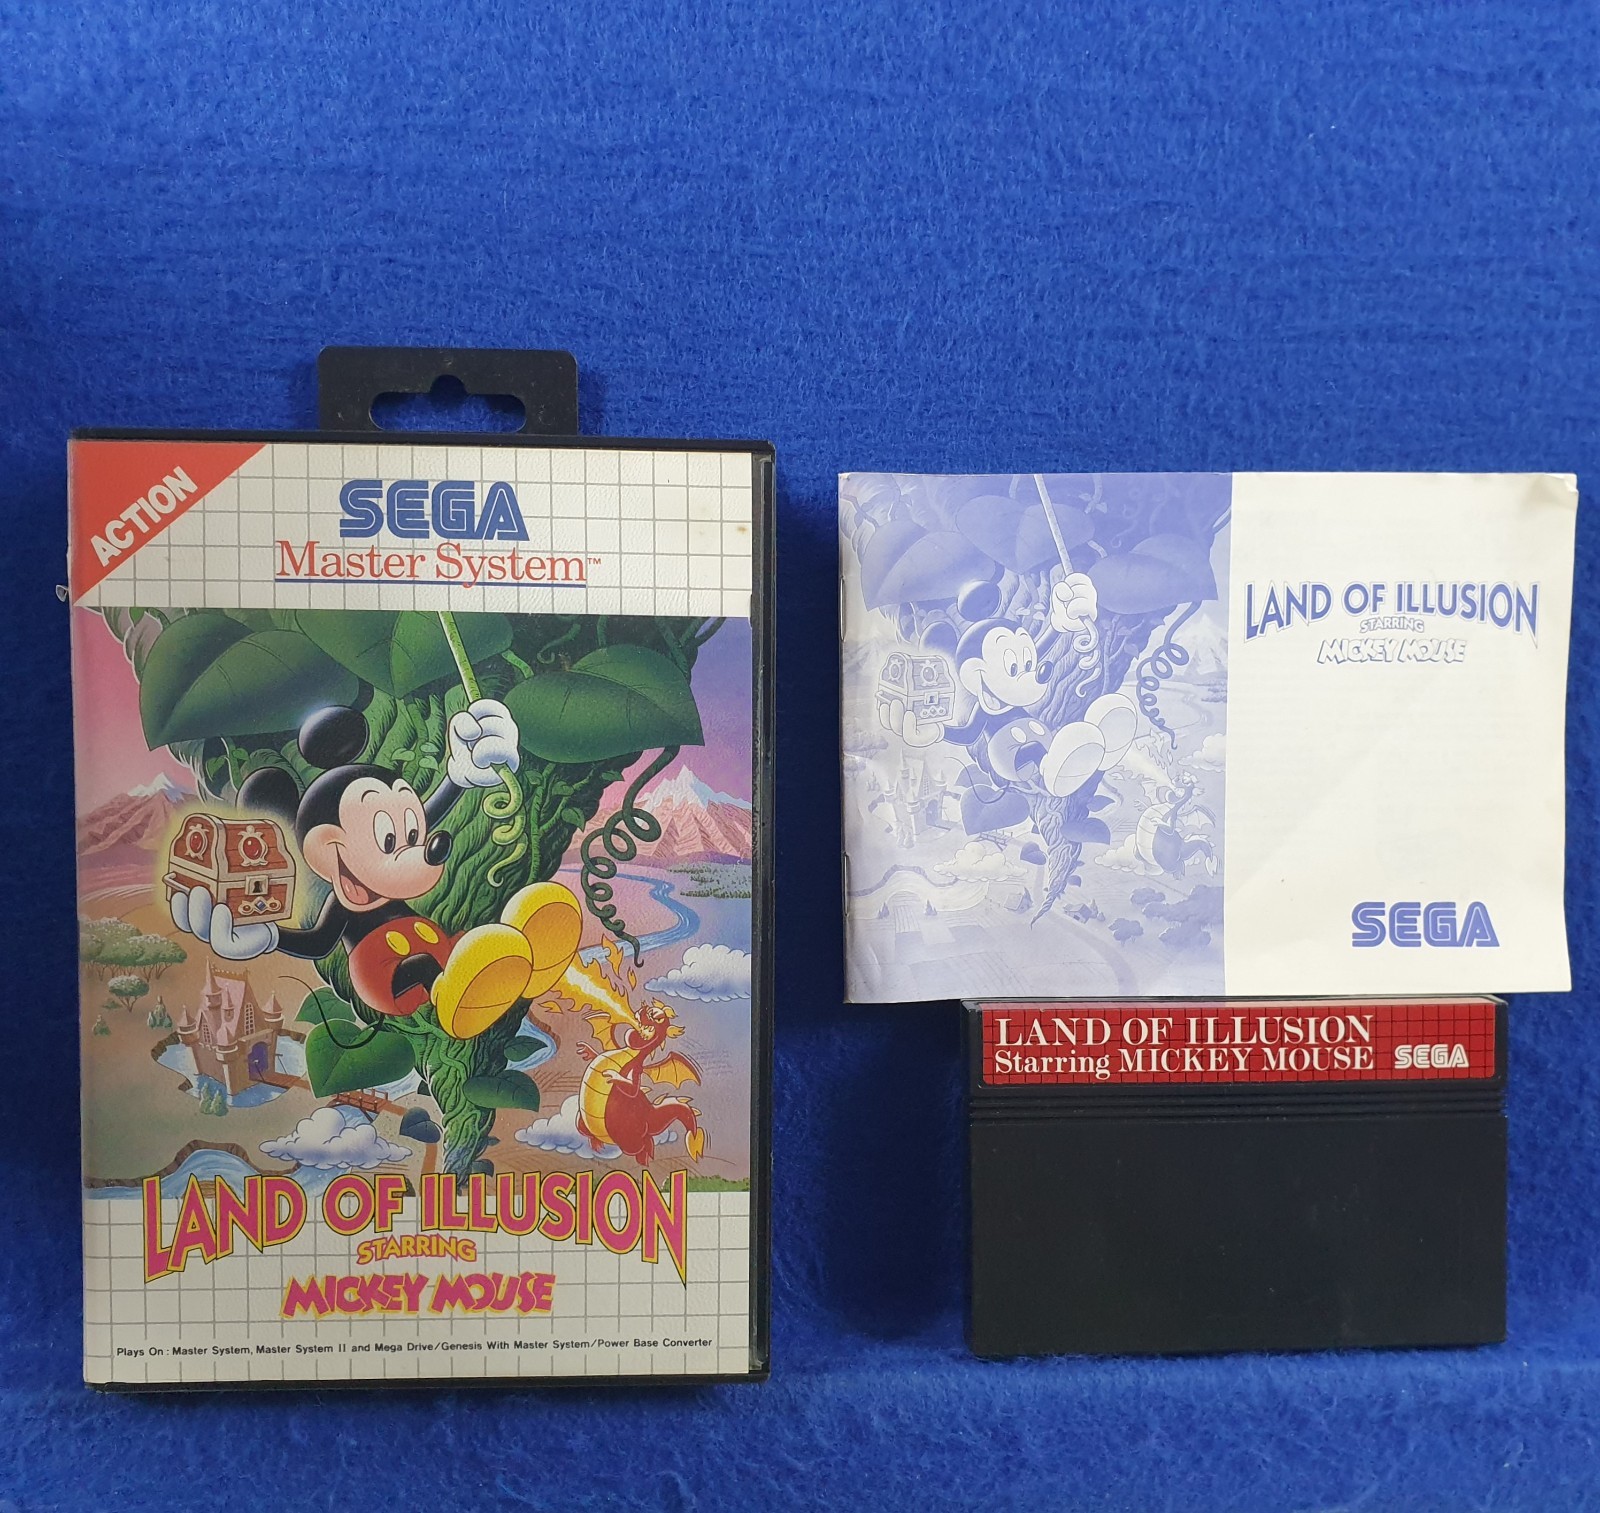 ACTION
SEGA
Master System™
LAND OF ILLUSION
STARRING
MICKEY MOUSE
Plays On : Master System, Master System II and Mega Drive/Genesis With Master System/Power Base Converter
LAND OF ILLUSION
STARRING
MICKEY MOUSE
SEGA
LAND OF ILLUSION
Starring MICKEY MOUSE SEGA